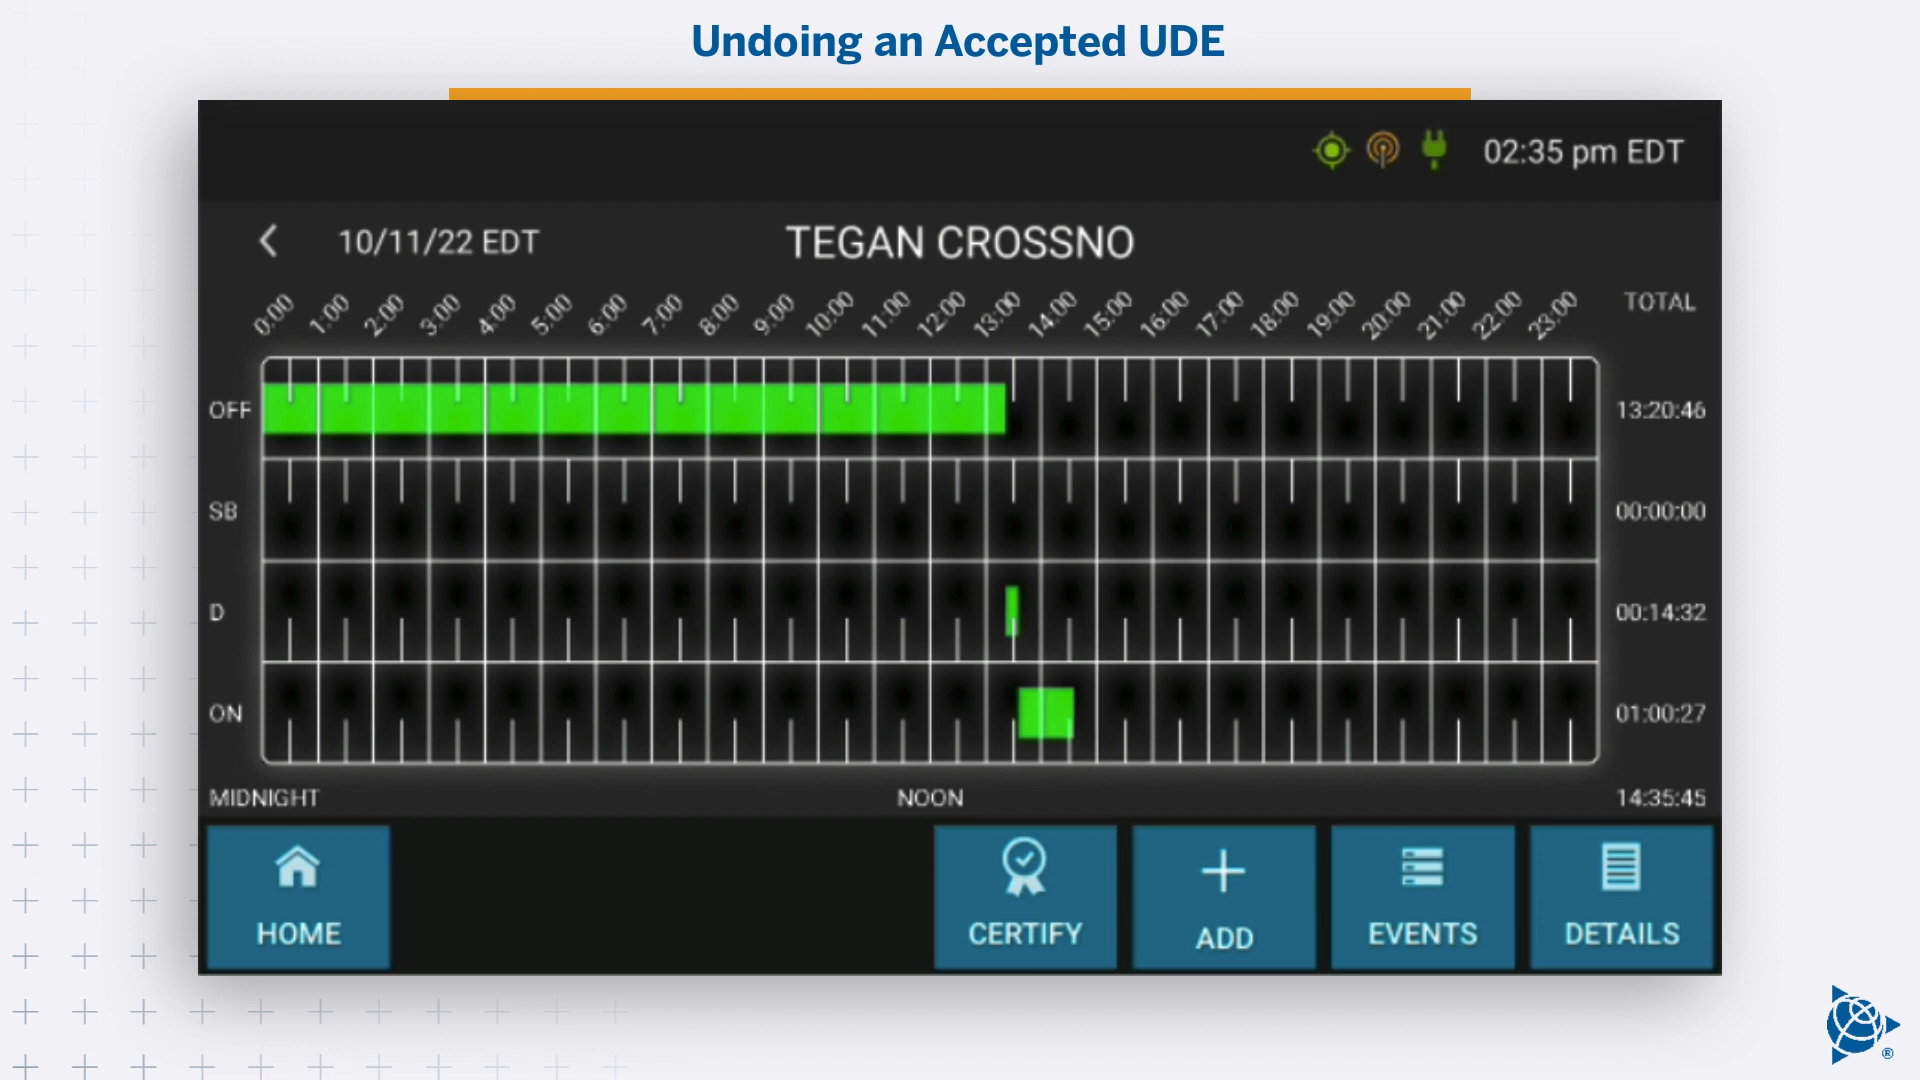 Undoing an Accepted UDE
02:35 pm EDT
10/11/22 EDT
TEGAN CROSSNO
0:00 1:00 2:00 3:00 4:00 5:00 6:00 7:00 8:00 9:00 10:00 11:00 12:00 13:00 14:00 15:00 16:00 17:00 18:00 19:00 20:00 21:00 22:00 23:00 TOTAL
OFF 13:20:46
SB 00:00:00
D 00:14:32
ON 01:00:27
MIDNIGHT NOON 14:35:45
HOME CERTIFY ADD EVENTS DETAILS
®